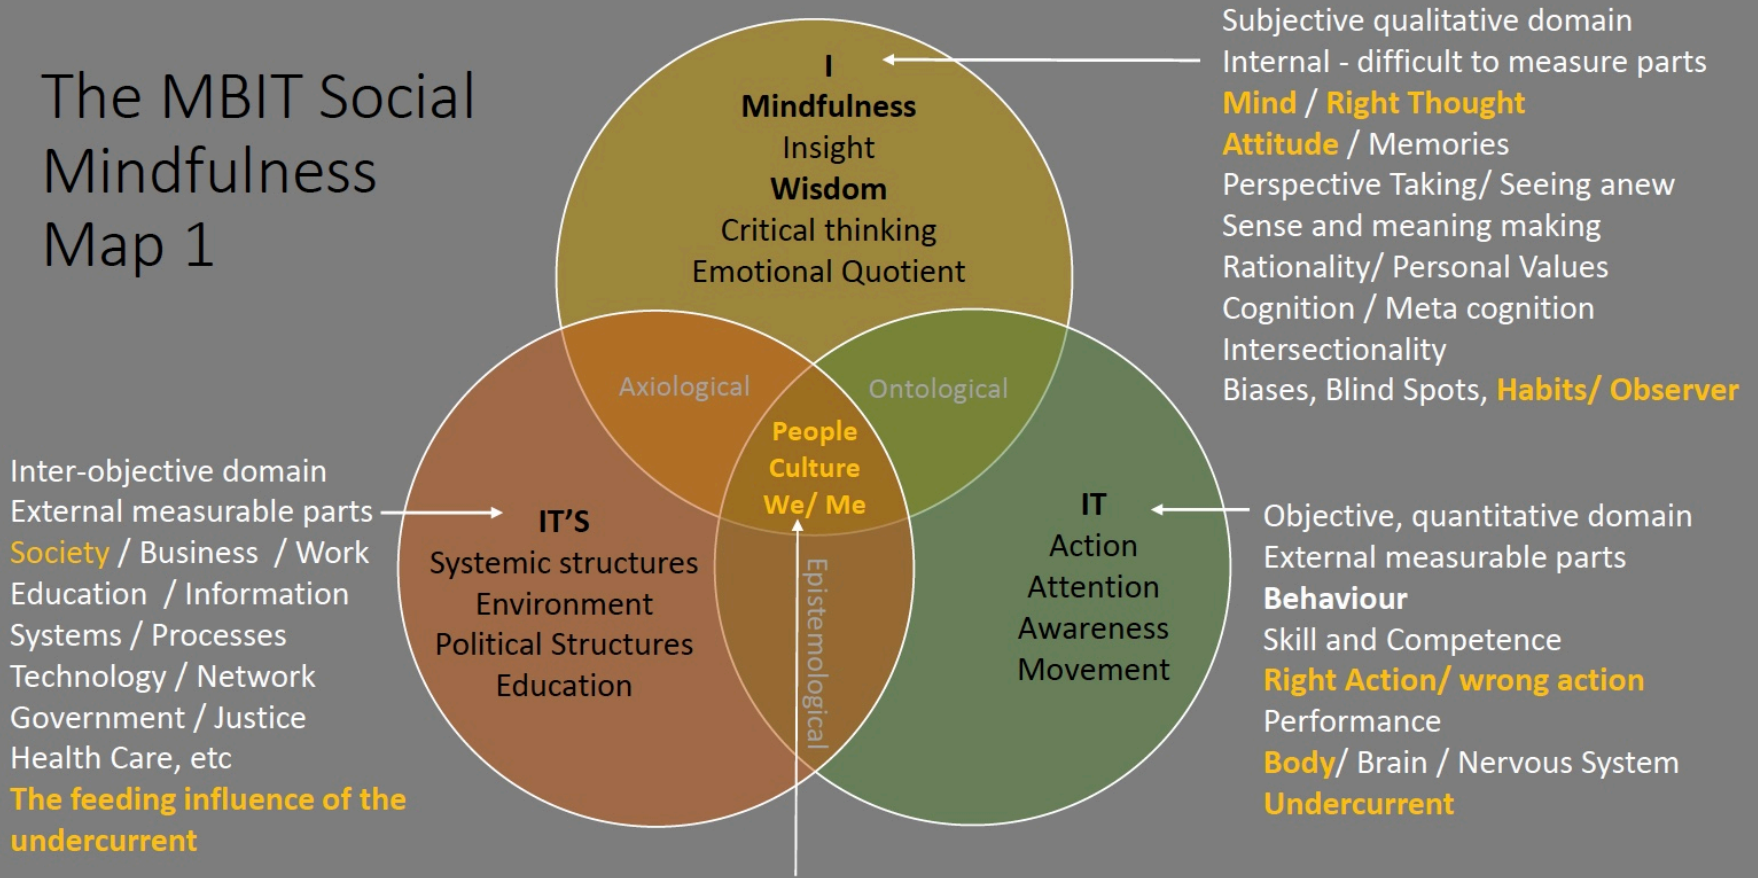 The MBIT Social
Mindfulness
Map 1
I
Mindfulness
Insight
Wisdom
Critical thinking
Emotional Quotient
Subjective qualitative domain
Internal - difficult to measure parts
Mind / Right Thought
Attitude / Memories
Perspective Taking/ Seeing anew
Sense and meaning making
Rationality/ Personal Values
Cognition / Meta cognition
Intersectionality
Biases, Blind Spots, Habits/ Observer
Axiological
Ontological
People
Culture
We/ Me
Epistemological
Inter-objective domain
External measurable parts
Society / Business / Work
Education / Information
Systems / Processes
Technology / Network
Government / Justice
Health Care, etc
The feeding influence of the
undercurrent
IT'S
Systemic structures
Environment
Political Structures
Education
IT
Action
Attention
Awareness
Movement
Objective, quantitative domain
External measurable parts
Behaviour
Skill and Competence
Right Action/ wrong action
Performance
Body/ Brain / Nervous System
Undercurrent